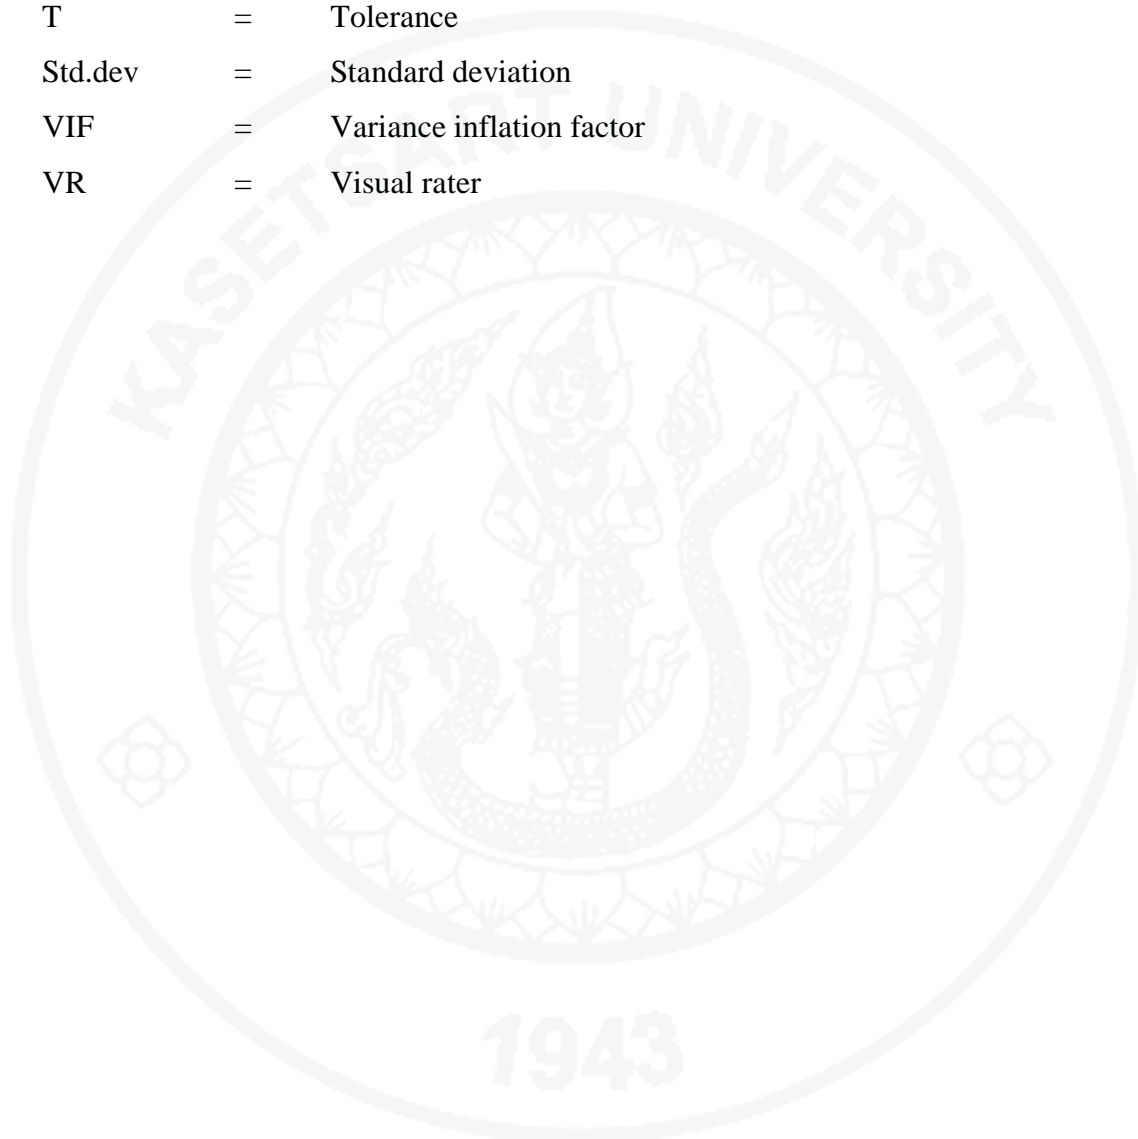 T = Tolerance
Std.dev = Standard deviation
VIF = Variance inflation factor
VR = Visual rater
KASETSART UNIVERSITY
1943